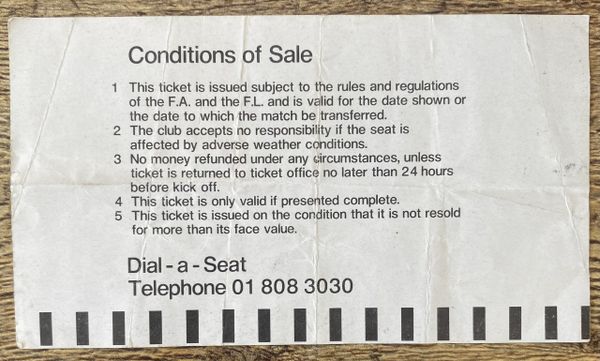 Conditions of Sale
1 This ticket is issued subject to the rules and regulations
of the F.A. and the F.L. and is valid for the date shown or
the date to which the match be transferred.
2 The club accepts no responsibility if the seat is
affected by adverse weather conditions.
3 No money refunded under any circumstances, unless
ticket is returned to ticket office no later than 24 hours
before kick off.
4 This ticket is only valid if presented complete.
5 This ticket is issued on the condition that it is not resold
for more than its face value.
Dial-a-Seat
Telephone 01 808 3030